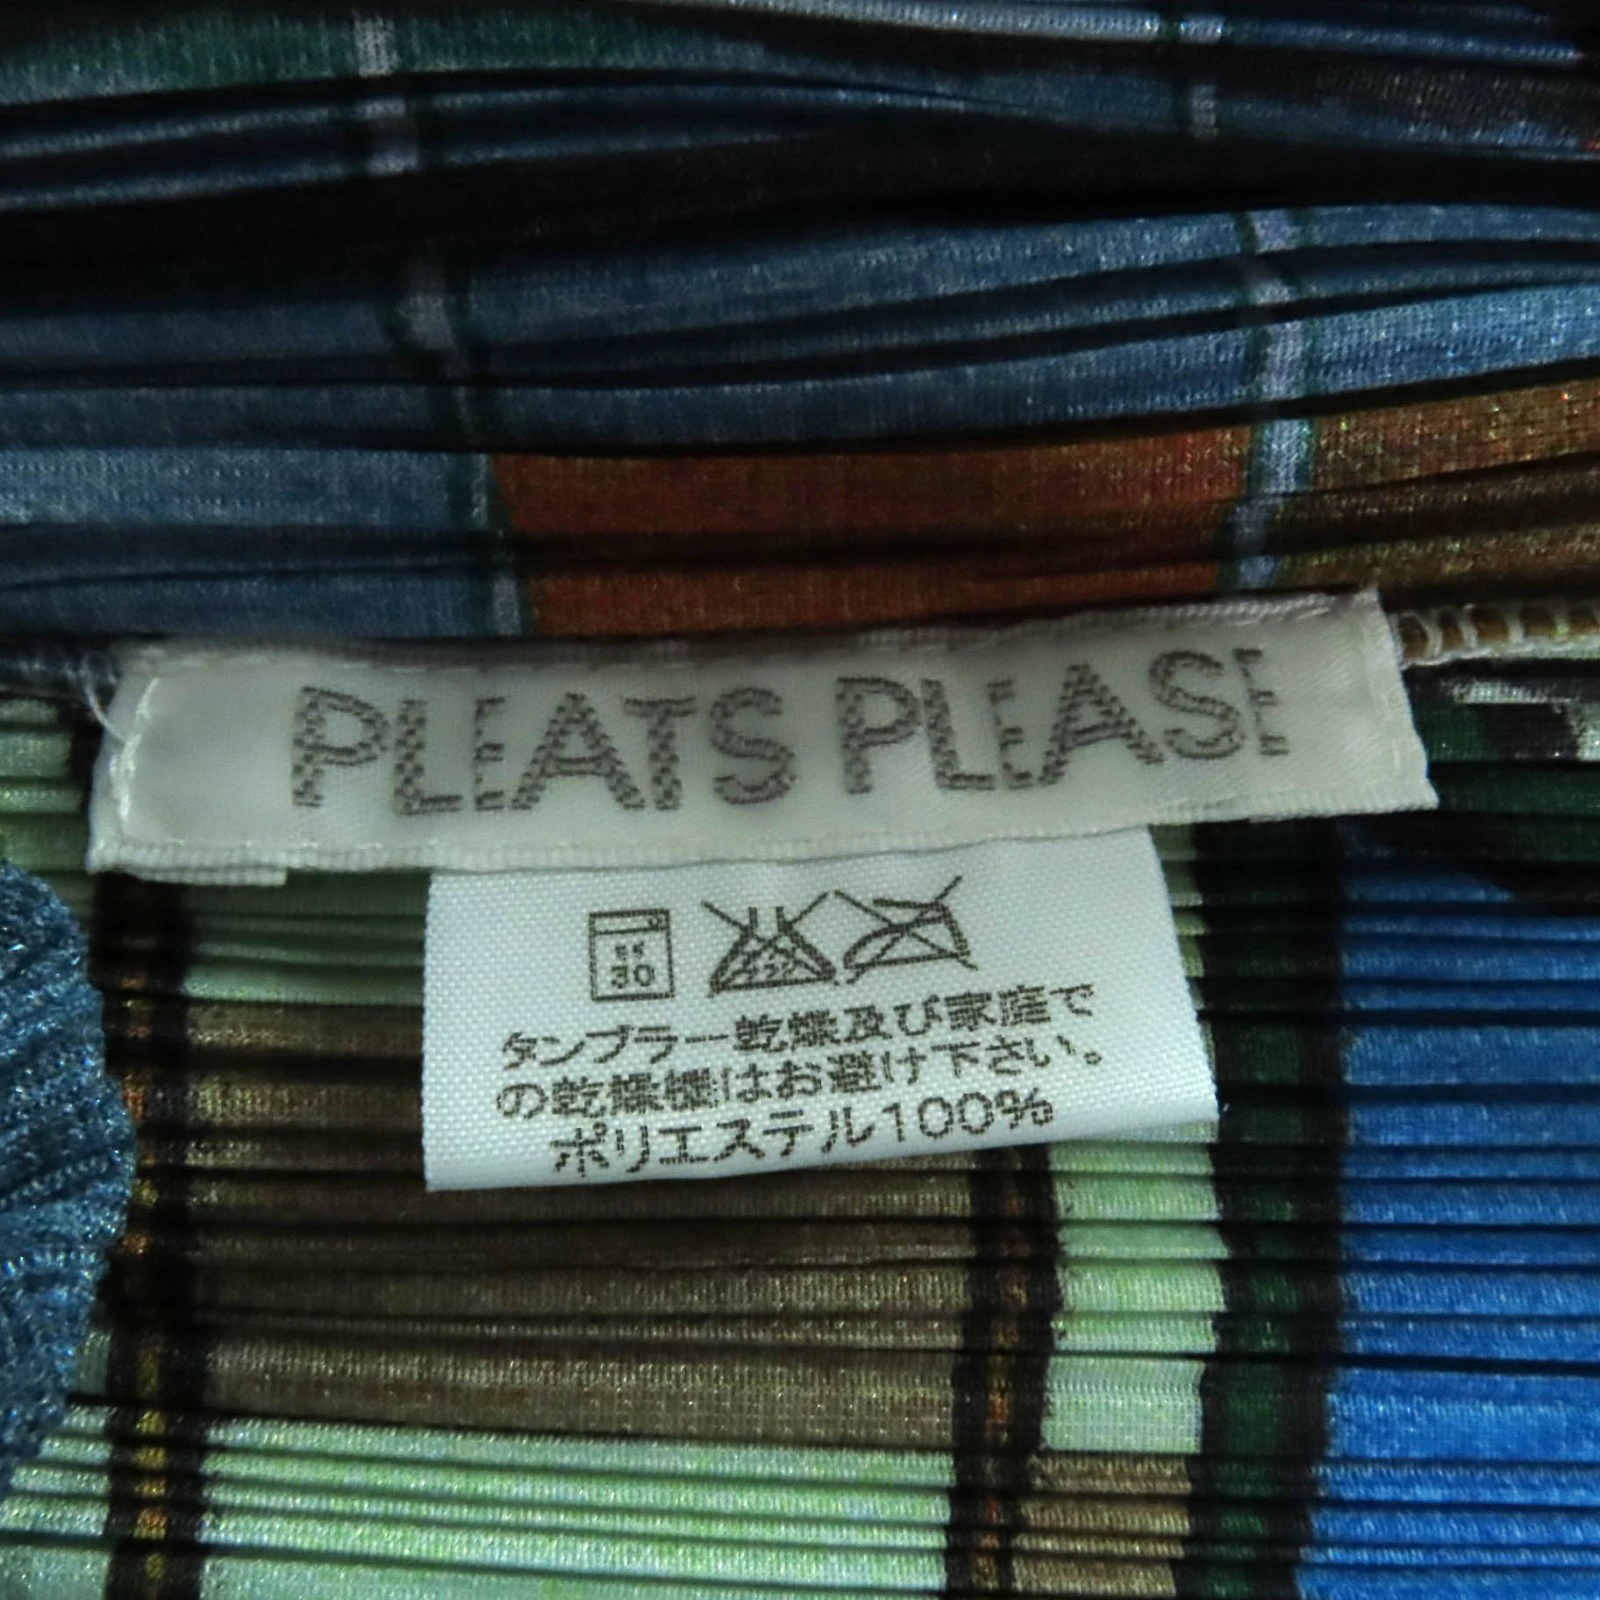 PLEATS PLEASE
30
タンブラー乾燥及び家庭で
の乾燥機はお避け下さい。
ポリエステル100%